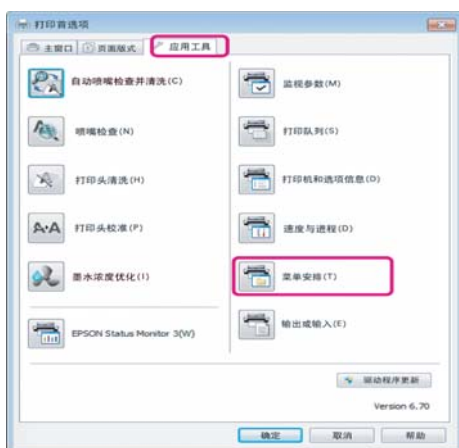 打印首选项
主窗口 页面版式 应用工具
自动喷嘴检查并清洗(C)
监视参数(M)
喷嘴检查(N)
打印队列(S)
打印头清洗(H)
打印机和选项信息(O)
打印头校准(P)
速度与进程(D)
墨水浓度优化(I)
菜单安排(T)
EPSON Status Monitor 3(W)
输出或输入(E)
驱动程序更新
Version 6.70
确定 取消 帮助